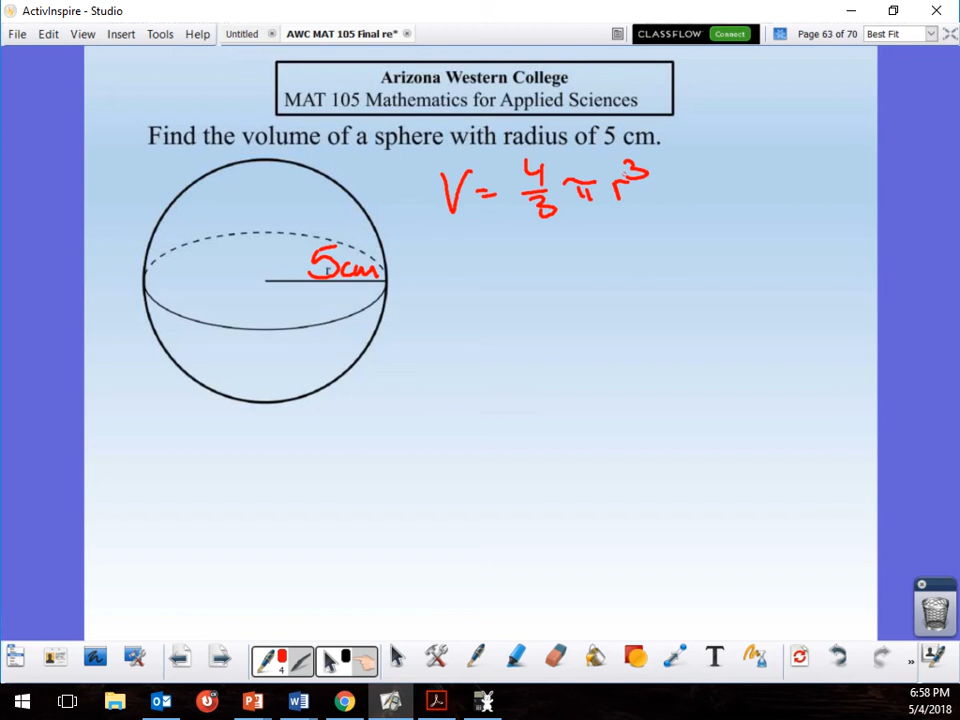 ActivInspire - Studio
File Edit View Insert Tools Help Untitled AWC MAT 105 Final re* CLASSFLOW Connect Page 63 of 70 Best Fit
Arizona Western College
MAT 105 Mathematics for Applied Sciences
Find the volume of a sphere with radius of 5 cm.
V = 4/3 π r³
5cm
r
4 T »
6:58 PM
5/4/2018